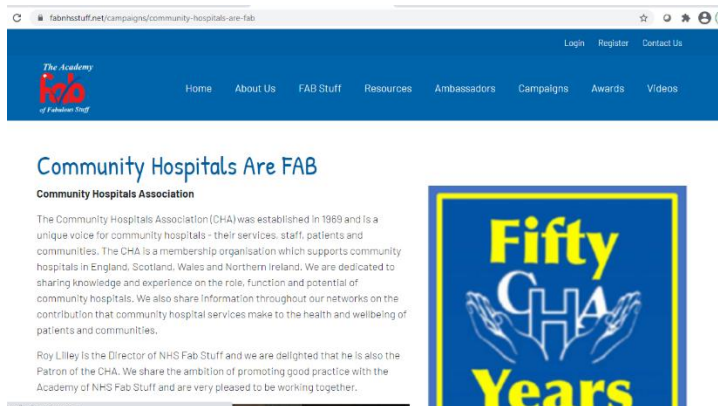 fabnhsstuff.net/campaigns/community-hospitals-are-fab
Login Register Contact Us
The Academy
fab
of Fabulous Stuff
Home About Us FAB Stuff Resources Ambassadors Campaigns Awards Videos
Community Hospitals Are FAB
Community Hospitals Association
The Community Hospitals Association (CHA) was established in 1969 and is a
unique voice for community hospitals - their services, staff, patients and
communities. The CHA is a membership organisation which supports community
hospitals in England, Scotland, Wales and Northern Ireland. We are dedicated to
sharing knowledge and experience on the role, function and potential of
community hospitals. We also share information throughout our networks on the
contribution that community hospital services make to the health and wellbeing of
patients and communities.
Roy Lilley is the Director of NHS Fab Stuff and we are delighted that he is also the
Patron of the CHA. We share the ambition of promoting good practice with the
Academy of NHS Fab Stuff and are very pleased to be working together.
Fifty
CHA
Years